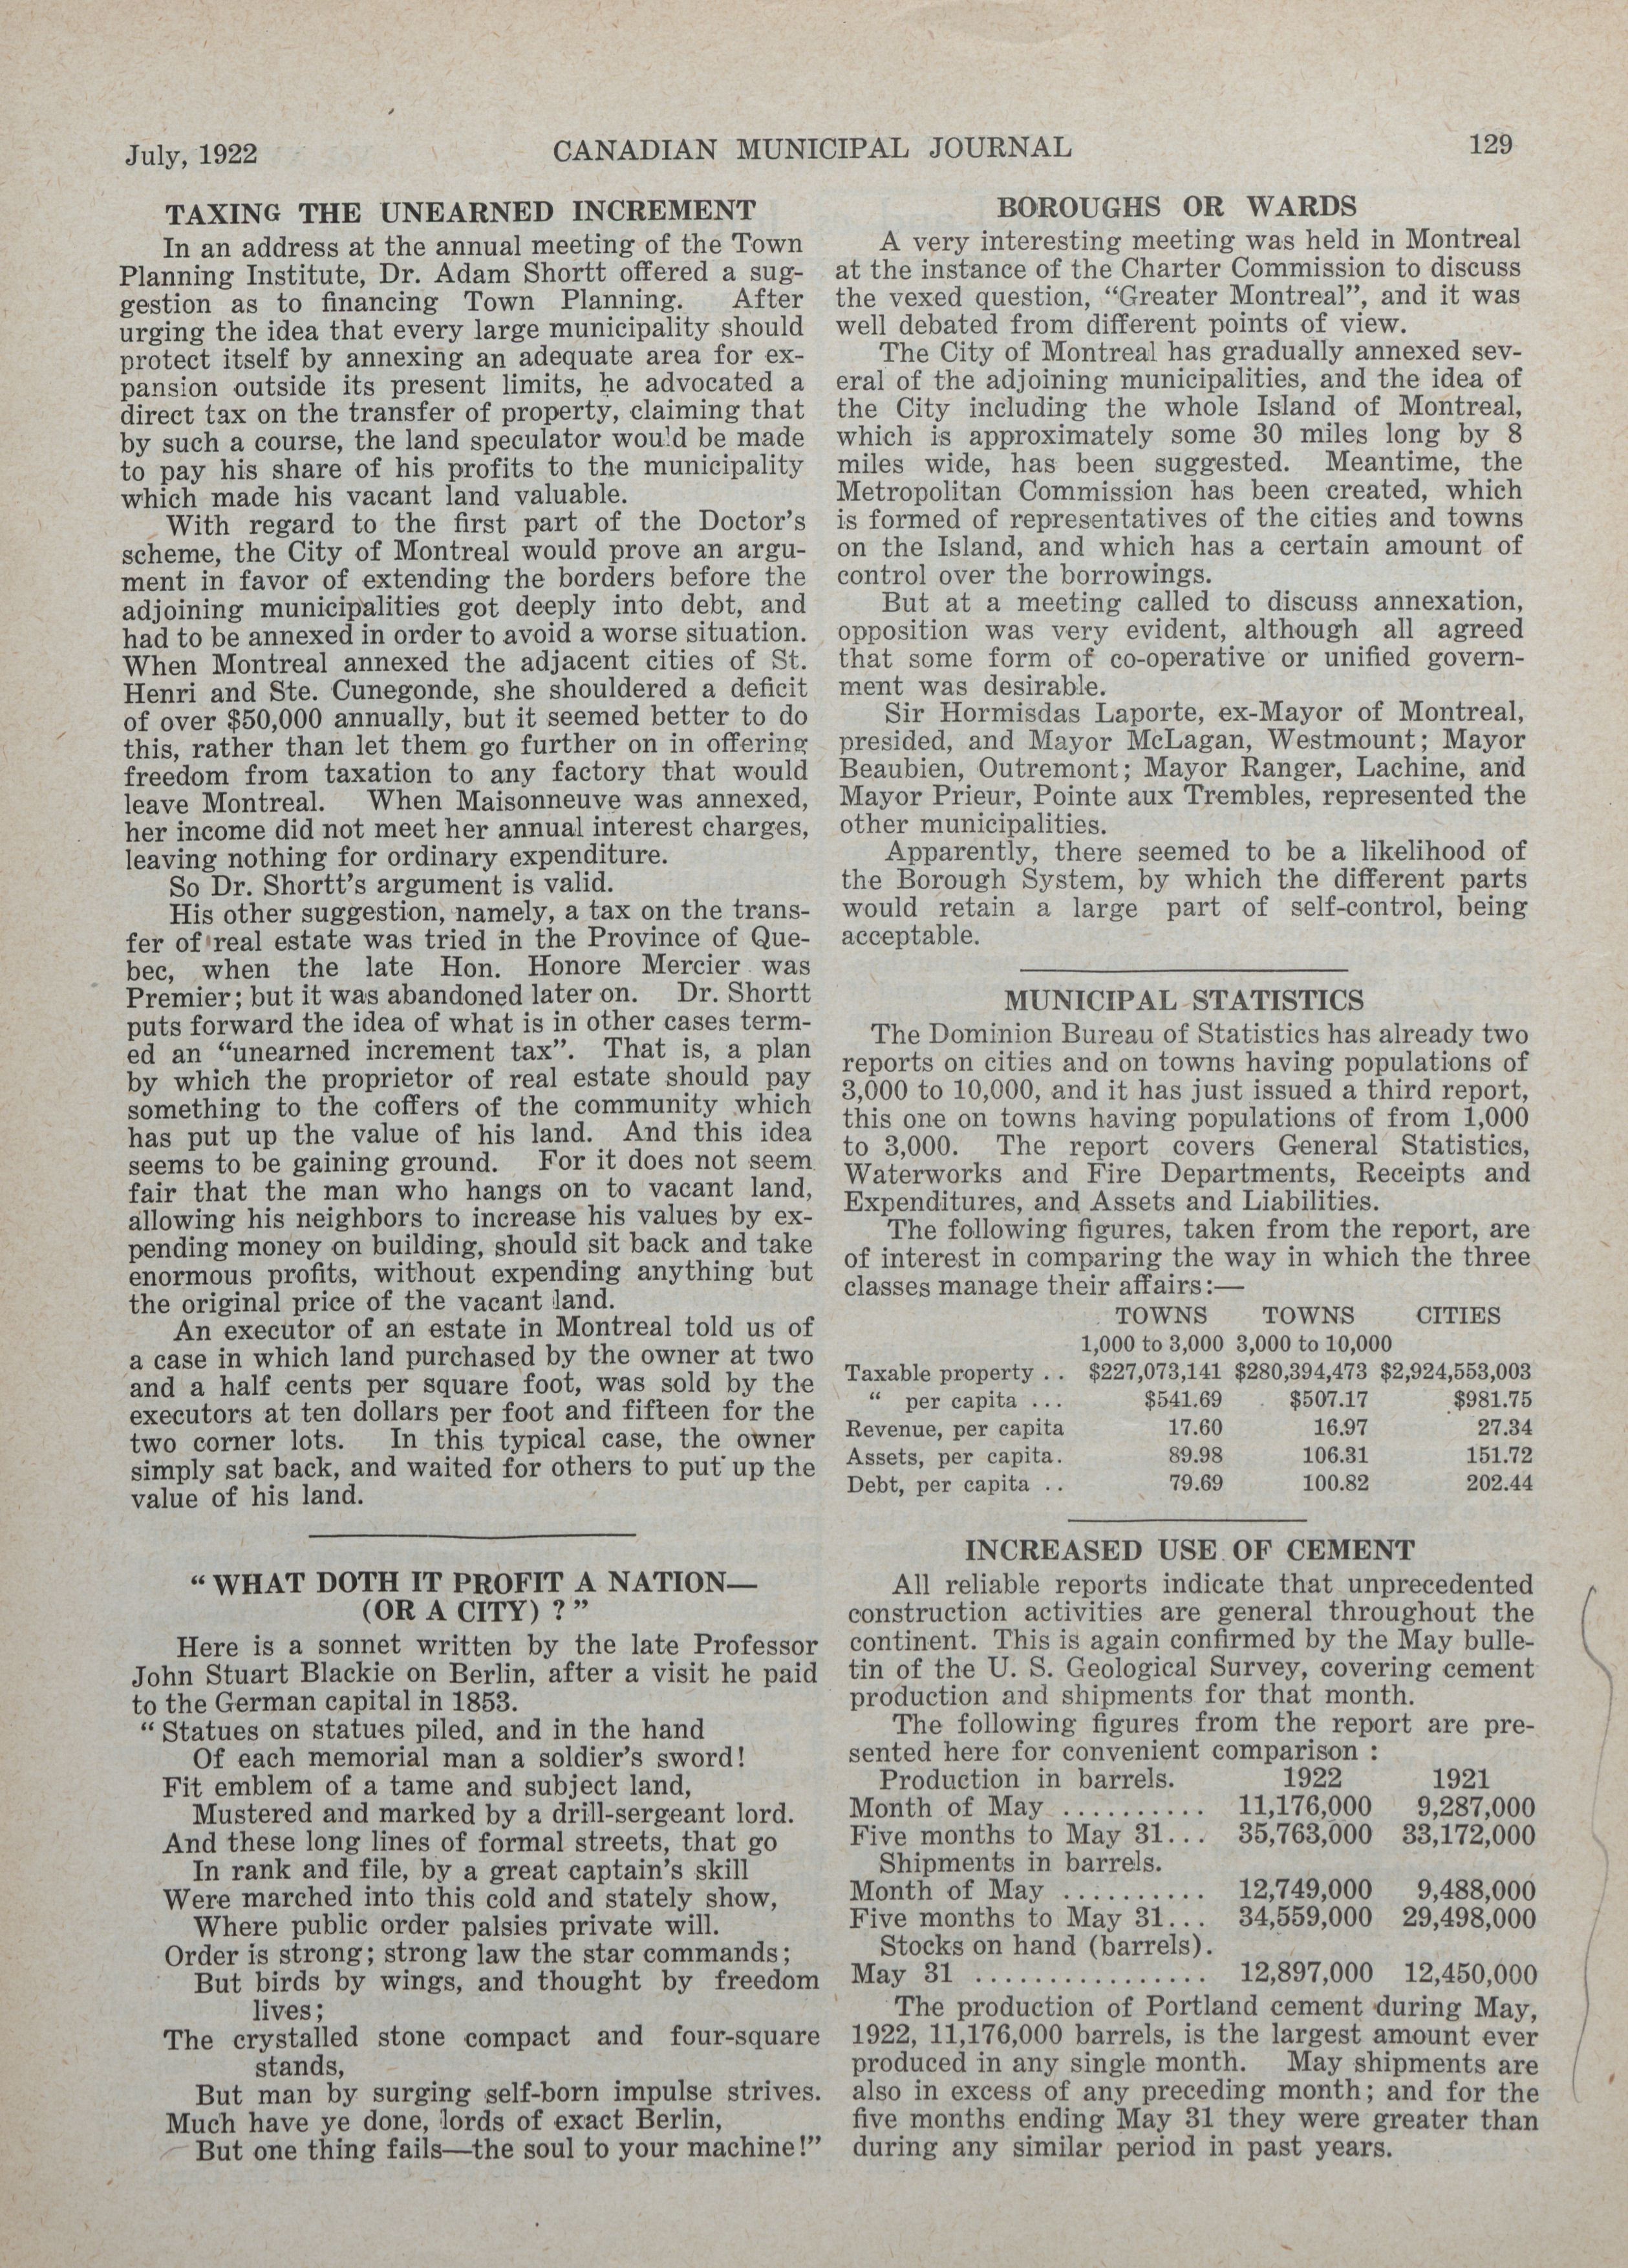 July, 1922 CANADIAN MUNICIPAL JOURNAL 129
TAXING THE UNEARNED INCREMENT
In an address at the annual meeting of the Town
Planning Institute, Dr. Adam Shortt offered a sug-
gestion as to financing Town Planning. After
urging the idea that every large municipality should
protect itself by annexing an adequate area for ex-
pansion outside its present limits, he advocated a
direct tax on the transfer of property, claiming that
by such a course, the land speculator would be made
to pay his share of his profits to the municipality
which made his vacant land valuable.
With regard to the first part of the Doctor's
scheme, the City of Montreal would prove an argu-
ment in favor of extending the borders before the
adjoining municipalities got deeply into debt, and
had to be annexed in order to avoid a worse situation.
When Montreal annexed the adjacent cities of St.
Henri and Ste. Cunegonde, she shouldered a deficit
of over $50,000 annually, but it seemed better to do
this, rather than let them go further on in offering
freedom from taxation to any factory that would
leave Montreal. When Maisonneuve was annexed,
her income did not meet her annual interest charges,
leaving nothing for ordinary expenditure.
So Dr. Shortt's argument is valid.
His other suggestion, namely, a tax on the trans-
fer of real estate was tried in the Province of Que-
bec, when the late Hon. Honore Mercier was
Premier; but it was abandoned later on. Dr. Shortt
puts forward the idea of what is in other cases term-
ed an "unearned increment tax". That is, a plan
by which the proprietor of real estate should pay
something to the coffers of the community which
has put up the value of his land. And this idea
seems to be gaining ground. For it does not seem
fair that the man who hangs on to vacant land,
allowing his neighbors to increase his values by ex-
pending money on building, should sit back and take
enormous profits, without expending anything but
the original price of the vacant land.
An executor of an estate in Montreal told us of
a case in which land purchased by the owner at two
and a half cents per square foot, was sold by the
executors at ten dollars per foot and fifteen for the
two corner lots. In this typical case, the owner
simply sat back, and waited for others to put up the
value of his land.
"WHAT DOTH IT PROFIT A NATION—
(OR A CITY) ?"
Here is a sonnet written by the late Professor
John Stuart Blackie on Berlin, after a visit he paid
to the German capital in 1853.
"Statues on statues piled, and in the hand
Of each memorial man a soldier's sword!
Fit emblem of a tame and subject land,
Mustered and marked by a drill-sergeant lord.
And these long lines of formal streets, that go
In rank and file, by a great captain's skill
Were marched into this cold and stately show,
Where public order palsies private will.
Order is strong; strong law the star commands;
But birds by wings, and thought by freedom
lives;
The crystalled stone compact and four-square
stands,
But man by surging self-born impulse strives.
Much have ye done, lords of exact Berlin,
But one thing fails—the soul to your machine!"
BOROUGHS OR WARDS
A very interesting meeting was held in Montreal
at the instance of the Charter Commission to discuss
the vexed question, "Greater Montreal", and it was
well debated from different points of view.
The City of Montreal has gradually annexed sev-
eral of the adjoining municipalities, and the idea of
the City including the whole Island of Montreal,
which is approximately some 30 miles long by 8
miles wide, has been suggested. Meantime, the
Metropolitan Commission has been created, which
is formed of representatives of the cities and towns
on the Island, and which has a certain amount of
control over the borrowings.
But at a meeting called to discuss annexation,
opposition was very evident, although all agreed
that some form of co-operative or unified govern-
ment was desirable.
Sir Hormisdas Laporte, ex-Mayor of Montreal,
presided, and Mayor McLagan, Westmount; Mayor
Beaubien, Outremont; Mayor Ranger, Lachine, and
Mayor Prieur, Pointe aux Trembles, represented the
other municipalities.
Apparently, there seemed to be a likelihood of
the Borough System, by which the different parts
would retain a large part of self-control, being
acceptable.
MUNICIPAL STATISTICS
The Dominion Bureau of Statistics has already two
reports on cities and on towns having populations of
3,000 to 10,000, and it has just issued a third report,
this one on towns having populations of from 1,000
to 3,000. The report covers General Statistics,
Waterworks and Fire Departments, Receipts and
Expenditures, and Assets and Liabilities.
The following figures, taken from the report, are
of interest in comparing the way in which the three
classes manage their affairs:—
TOWNS TOWNS CITIES
1,000 to 3,000 3,000 to 10,000
Taxable property .. $227,073,141 $280,394,473 $2,924,553,003
" per capita ... $541.69 $507.17 $981.75
Revenue, per capita 17.60 16.97 27.34
Assets, per capita. 89.98 106.31 151.72
Debt, per capita .. 79.69 100.82 202.44
INCREASED USE OF CEMENT
All reliable reports indicate that unprecedented
construction activities are general throughout the
continent. This is again confirmed by the May bulle-
tin of the U. S. Geological Survey, covering cement
production and shipments for that month.
The following figures from the report are pre-
sented here for convenient comparison :
Production in barrels. 1922 1921
Month of May .......... 11,176,000 9,287,000
Five months to May 31... 35,763,000 33,172,000
Shipments in barrels.
Month of May .......... 12,749,000 9,488,000
Five months to May 31... 34,559,000 29,498,000
Stocks on hand (barrels).
May 31 ................ 12,897,000 12,450,000
The production of Portland cement during May,
1922, 11,176,000 barrels, is the largest amount ever
produced in any single month. May shipments are
also in excess of any preceding month; and for the
five months ending May 31 they were greater than
during any similar period in past years.